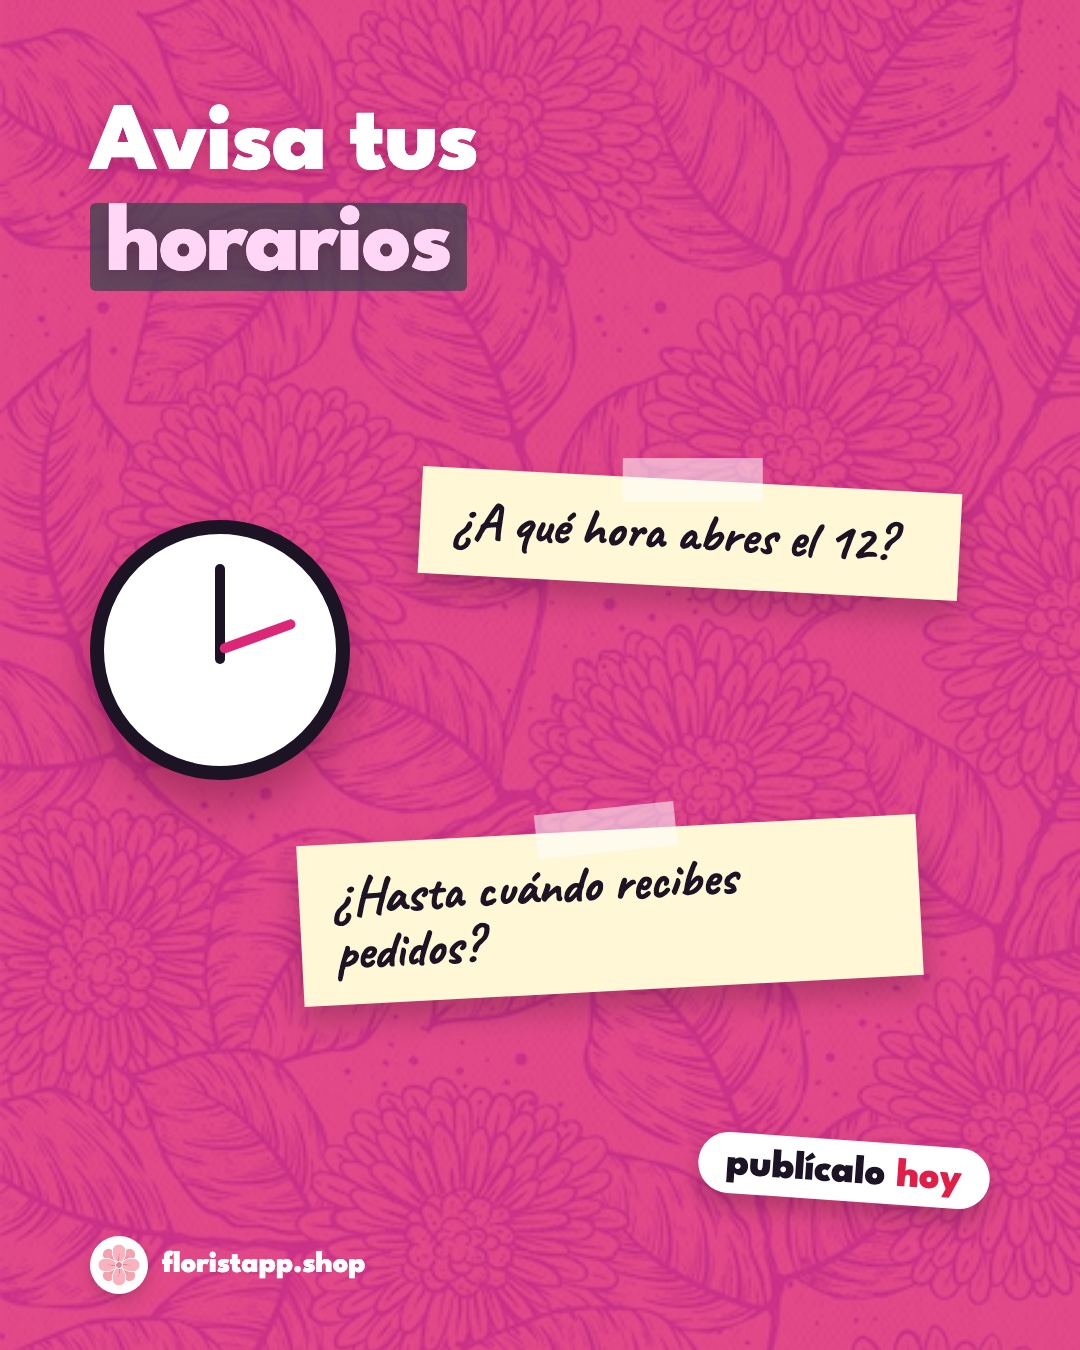 Avisa tus
horarios
¿A qué hora abres el 12?
¿Hasta cuándo recibes
pedidos?
publícalo hoy
floristapp.shop